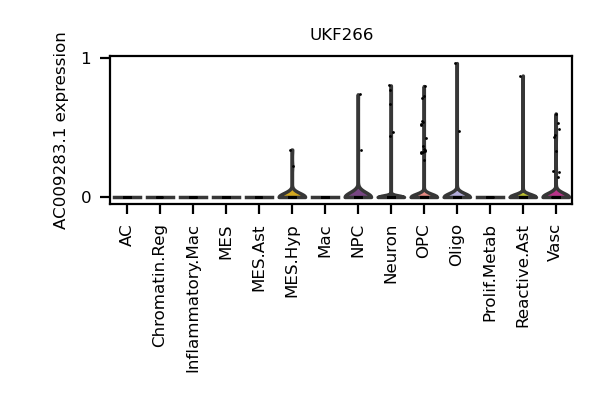 UKF266
AC009283.1 expression
1
0
AC
Chromatin.Reg
Inflammatory.Mac
MES
MES.Ast
MES.Hyp
Mac
NPC
Neuron
OPC
Oligo
Prolif.Metab
Reactive.Ast
Vasc